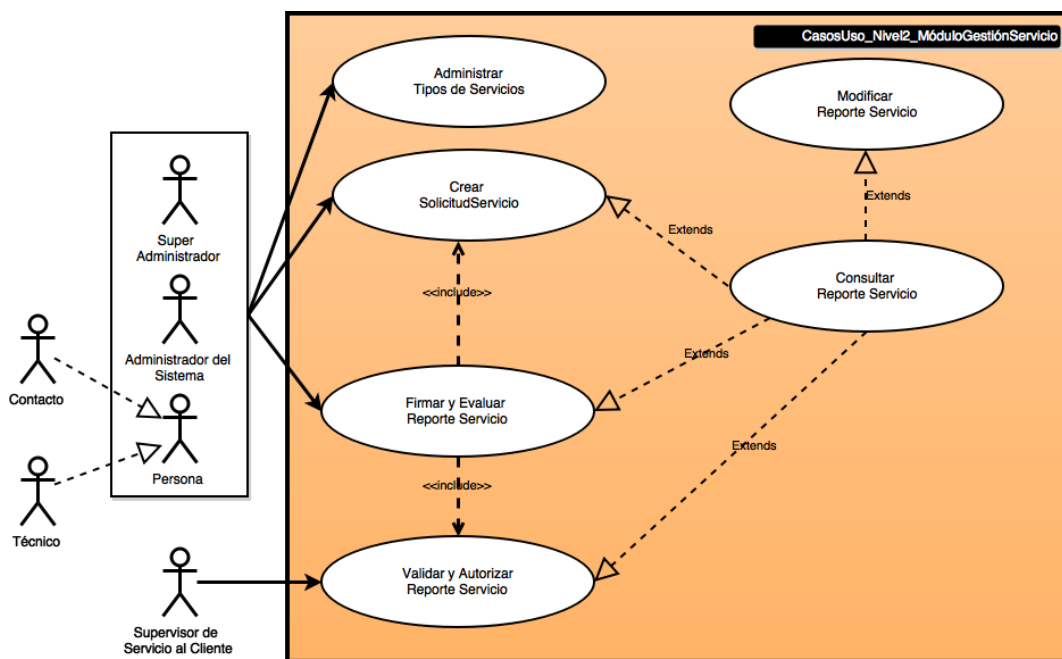 CasosUso_Nivel2_MóduloGestiónServicio
Administrar
Tipos de Servicios
Modificar
Reporte Servicio
Crear
SolicitudServicio
Extends
Extends
Super
Administrador
<<include>>
Consultar
Reporte Servicio
Administrador del
Sistema
Contacto
Extends
Firmar y Evaluar
Reporte Servicio
Persona
Extends
<<include>>
Técnico
Validar y Autorizar
Reporte Servicio
Supervisor de
Servicio al Cliente